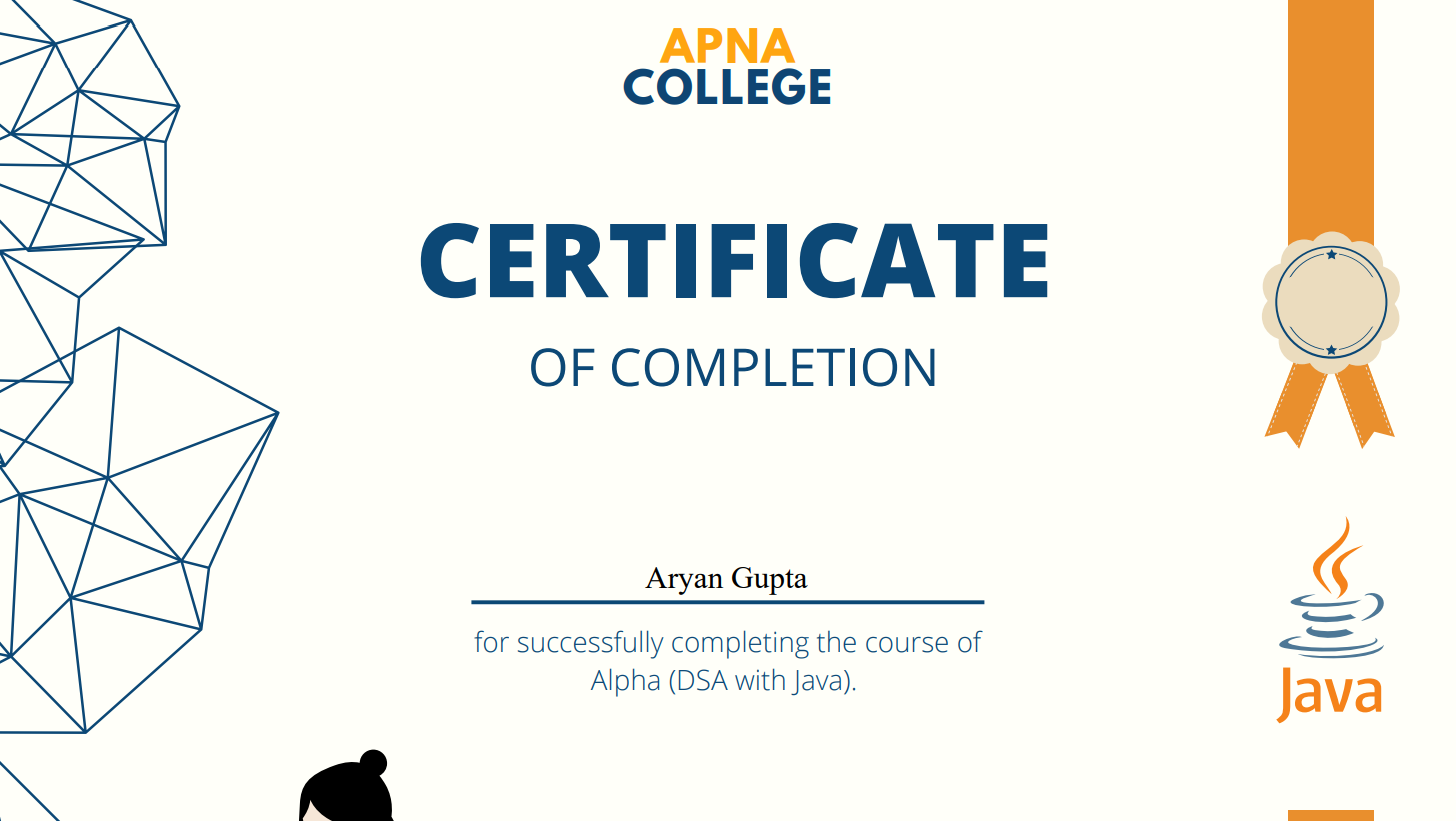 APNA
COLLEGE
CERTIFICATE
OF COMPLETION
Aryan Gupta
for successfully completing the course of
Alpha (DSA with Java).
Java